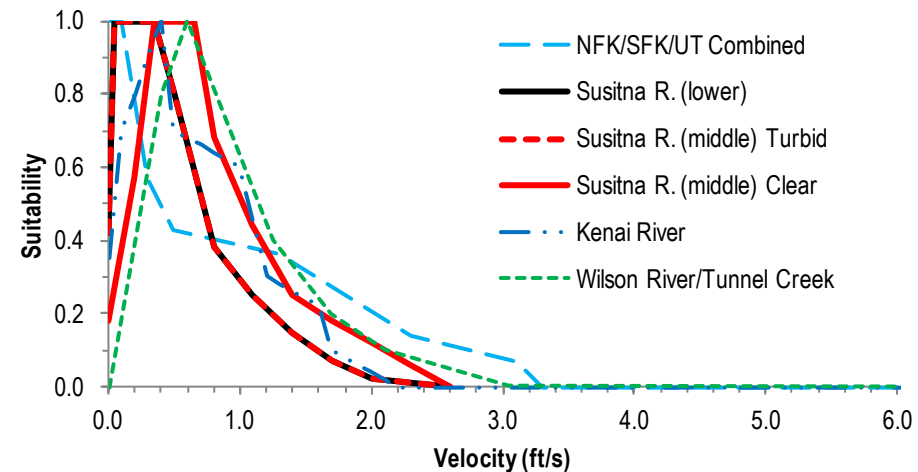 1.0
0.8
0.6
0.4
0.2
0.0
Suitability
NFK/SFK/UT Combined
Susitna R. (lower)
Susitna R. (middle) Turbid
Susitna R. (middle) Clear
Kenai River
Wilson River/Tunnel Creek
0.0 1.0 2.0 3.0 4.0 5.0 6.0
Velocity (ft/s)